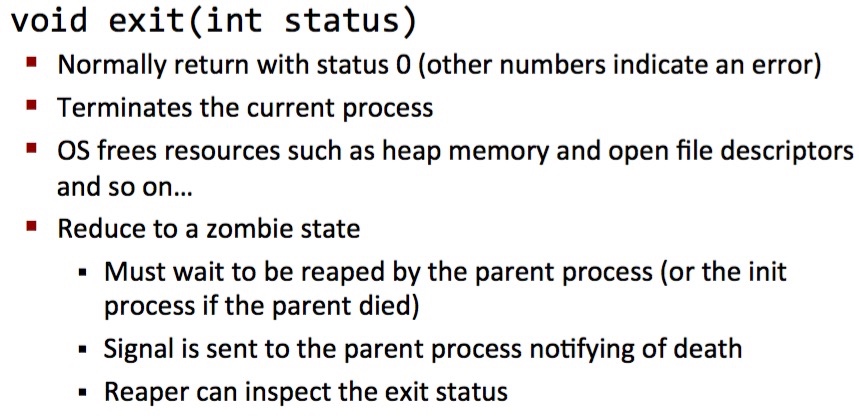 void exit(int status)
▪ Normally return with status 0 (other numbers indicate an error)
▪ Terminates the current process
▪ OS frees resources such as heap memory and open file descriptors
and so on…
▪ Reduce to a zombie state
▪ Must wait to be reaped by the parent process (or the init
process if the parent died)
▪ Signal is sent to the parent process notifying of death
▪ Reaper can inspect the exit status